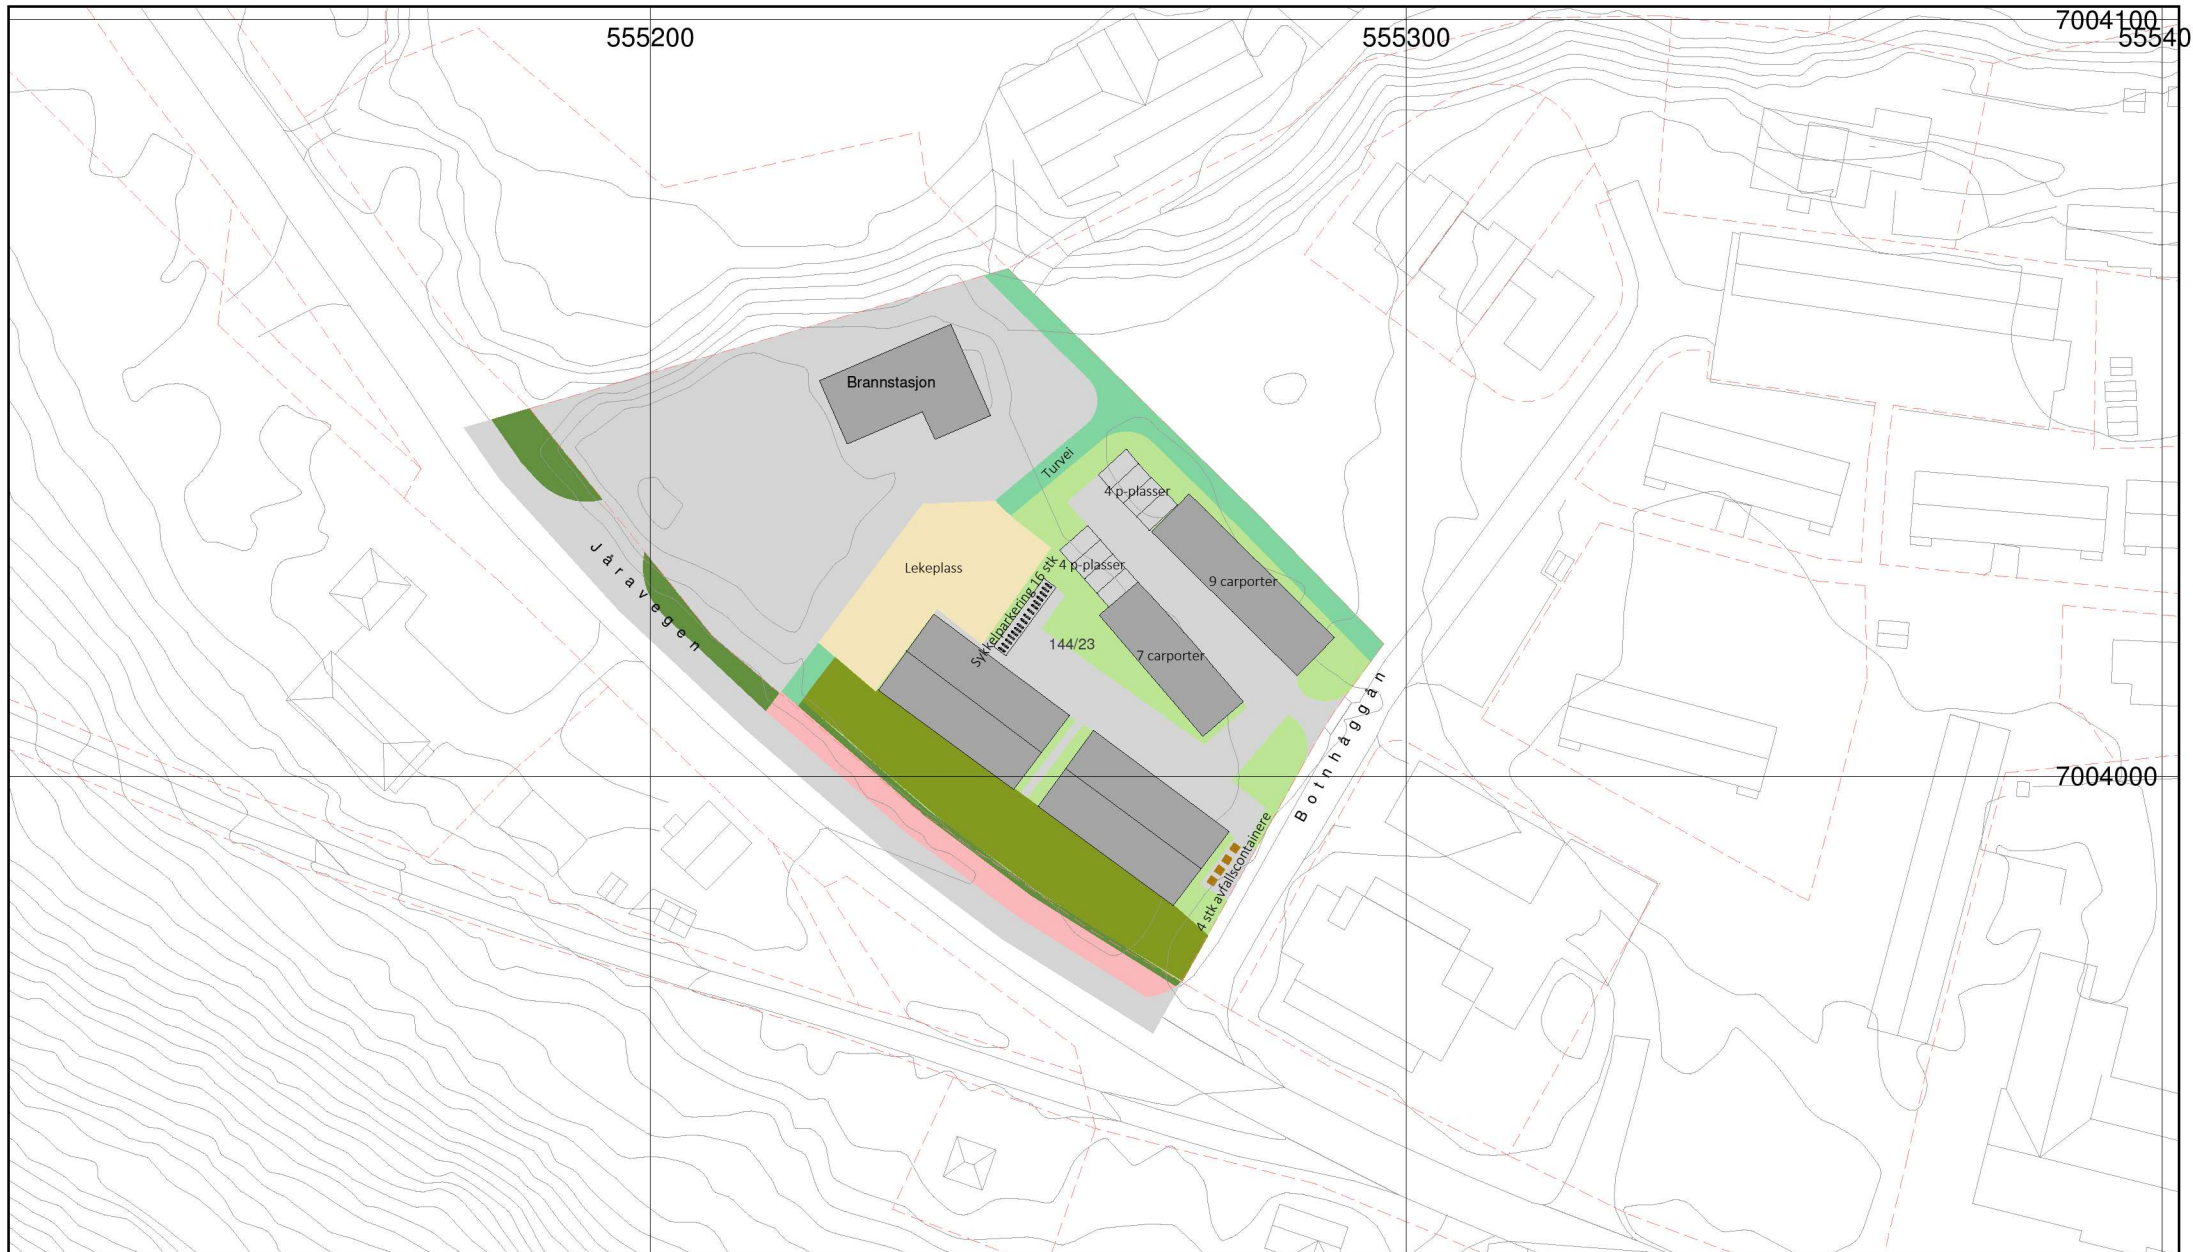 7004100
555200
555300
55540
Brannstasjon
Turvei
4 p-plasser
4 p-plasser
Lekeplass
9 carporter
Sykkelparkering 16 stk
144/23
7 carporter
Jåravegen
Botnhåggån
7004000
4 stk avfallscontainere